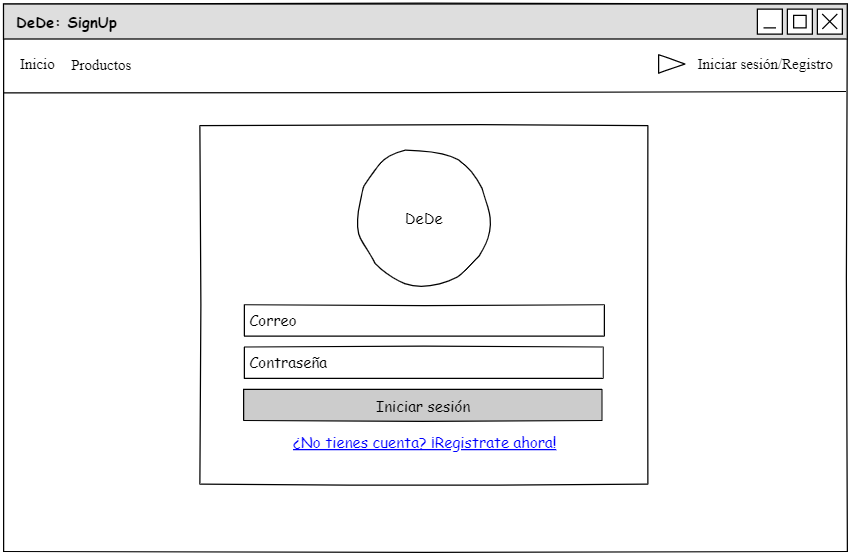 DeDe: SignUp
Inicio Productos Iniciar sesión/Registro
DeDe
Correo
Contraseña
Iniciar sesión
¿No tienes cuenta? ¡Registrate ahora!